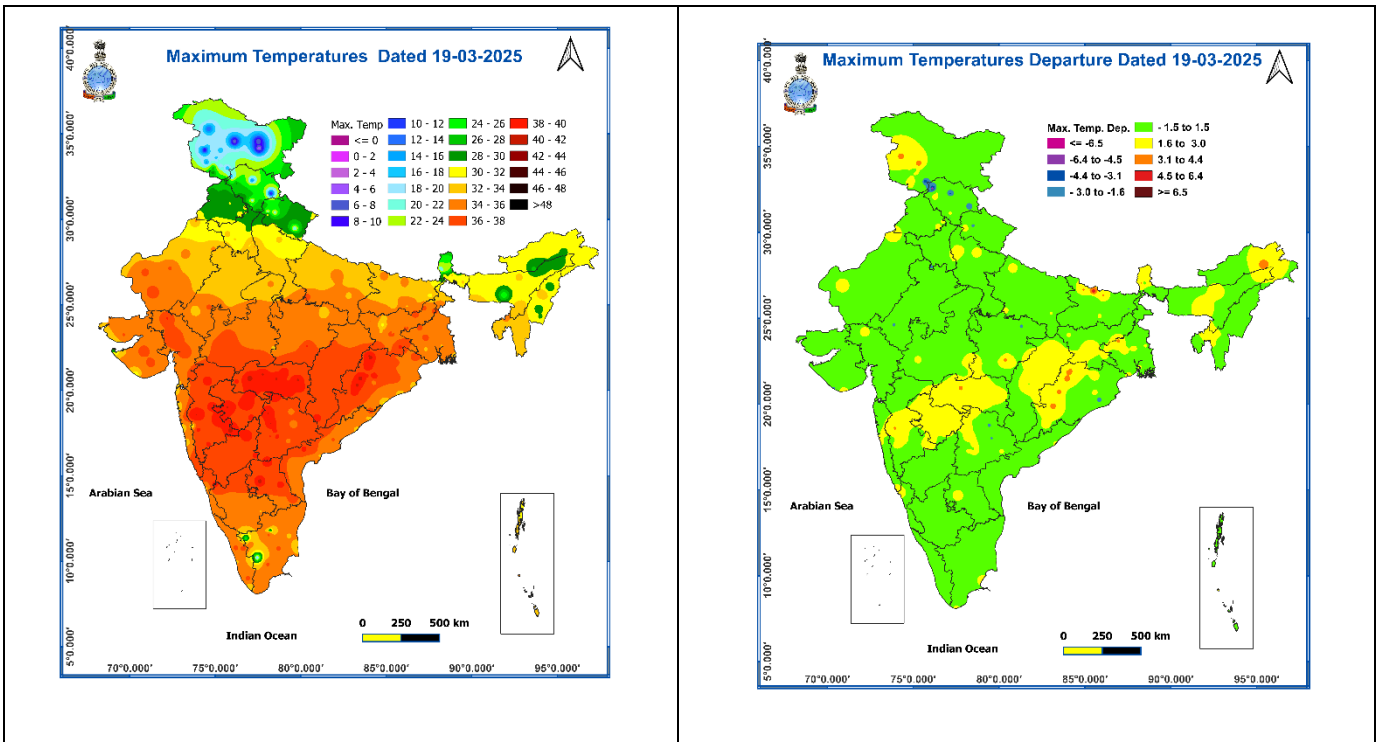 Maximum Temperatures Dated 19-03-2025
Max. Temp
<= 0
0 - 2
2 - 4
4 - 6
6 - 8
8 - 10
10 - 12
12 - 14
14 - 16
16 - 18
18 - 20
20 - 22
22 - 24
24 - 26
26 - 28
28 - 30
30 - 32
32 - 34
34 - 36
36 - 38
38 - 40
40 - 42
42 - 44
44 - 46
46 - 48
>48
40°0.000'
35°0.000'
30°0.000'
25°0.000'
20°0.000'
15°0.000'
10°0.000'
5°0.000'
Arabian Sea
Bay of Bengal
Indian Ocean
0 250 500 km
70°0.000' 75°0.000' 80°0.000' 85°0.000' 90°0.000' 95°0.000'
Maximum Temperatures Departure Dated 19-03-2025
Max. Temp. Dep.
<= -6.5
-6.4 to -4.5
-4.4 to -3.1
- 3.0 to -1.6
- 1.5 to 1.5
1.6 to 3.0
3.1 to 4.4
4.5 to 6.4
>= 6.5
40°0.000'
35°0.000'
30°0.000'
25°0.000'
20°0.000'
15°0.000'
10°0.000'
5°0.000'
Arabian Sea
Bay of Bengal
Indian Ocean
0 250 500 km
70°0.000' 75°0.000' 80°0.000' 85°0.000' 90°0.000' 95°0.000'